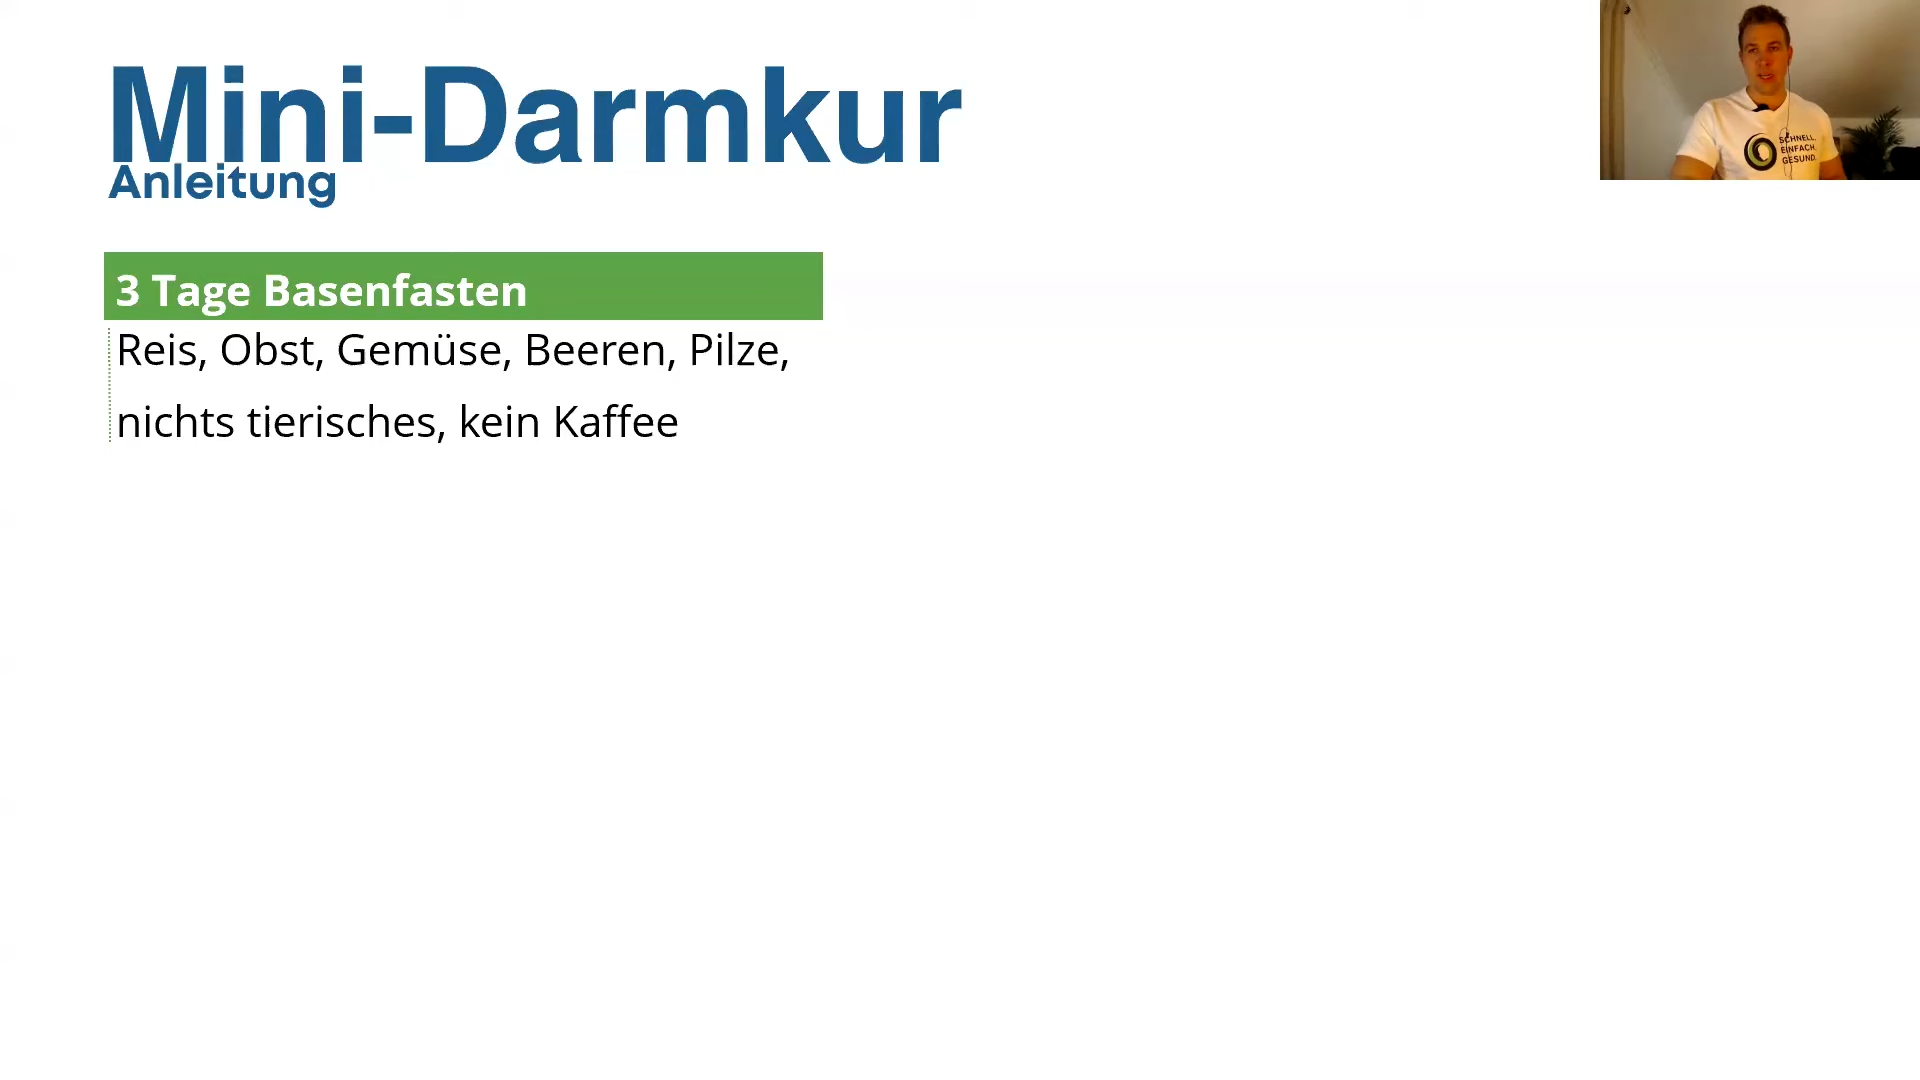 Mini-Darmkur
Anleitung
3 Tage Basenfasten
Reis, Obst, Gemüse, Beeren, Pilze,
nichts tierisches, kein Kaffee
SCHNELL.
EINFACH.
GESUND.